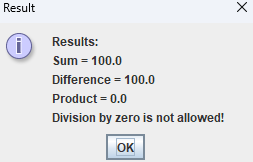 Result
Results:
Sum = 100.0
Difference = 100.0
Product = 0.0
Division by zero is not allowed!
OK